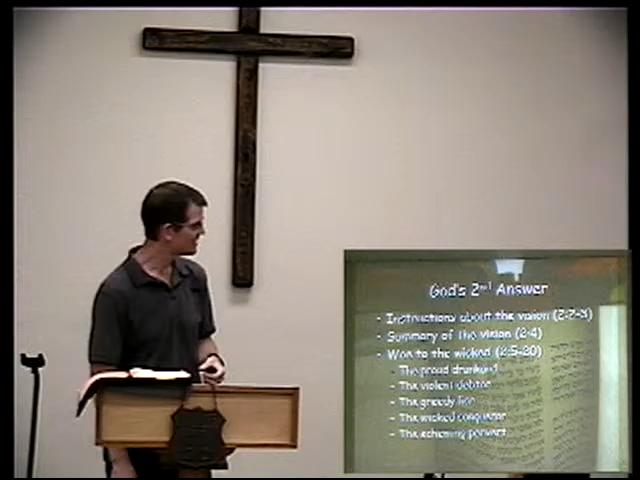 God's 2nd Answer
- Instructions about the vision (2:2-3)
- Summary of the vision (2:4)
- Woe to the wicked (2:5-20)
- The proud drunkard
- The violent debtor
- The greedy liar
- The wicked conqueror
- The scheming pervert